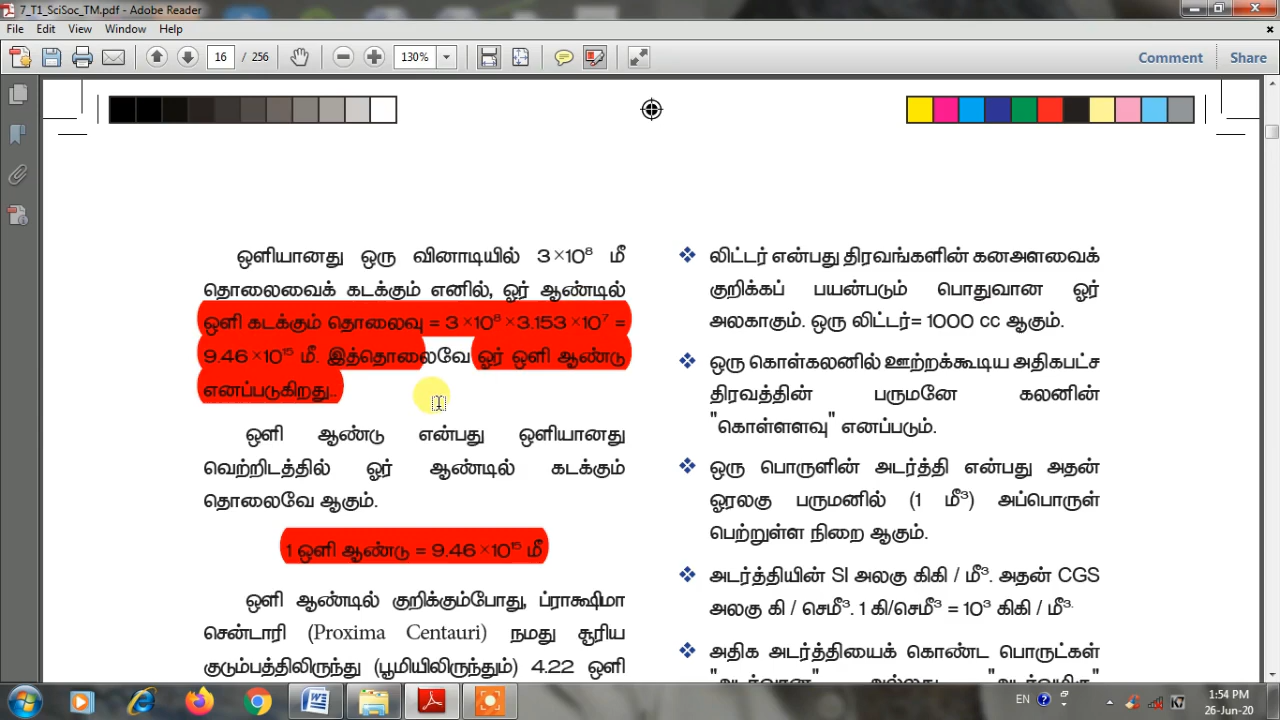 7_T1_SciSoc_TM.pdf - Adobe Reader
File Edit View Window Help
16 / 256 130% Comment Share
ஒளியானது ஒரு வினாடியில் 3 ×10⁸ மீ
தொலைவைக் கடக்கும் எனில், ஓர் ஆண்டில்
ஒளி கடக்கும் தொலைவு = 3 ×10⁸ ×3.153 ×10⁷ =
9.46 ×10¹⁵ மீ. இத்தொலைவே ஓர் ஒளி ஆண்டு
எனப்படுகிறது..
ஒளி ஆண்டு என்பது ஒளியானது
வெற்றிடத்தில் ஓர் ஆண்டில் கடக்கும்
தொலைவே ஆகும்.
1 ஒளி ஆண்டு = 9.46 ×10¹⁵ மீ
ஒளி ஆண்டில் குறிக்கும்போது, ப்ராக்ஷிமா
சென்டாரி (Proxima Centauri) நமது சூரிய
குடும்பத்திலிருந்து (பூமியிலிருந்தும்) 4.22 ஒளி
❖ லிட்டர் என்பது திரவங்களின் கனஅளவைக்
குறிக்கப் பயன்படும் பொதுவான ஓர்
அலகாகும். ஒரு லிட்டர்= 1000 cc ஆகும்.
❖ ஒரு கொள்கலனில் ஊற்றக்கூடிய அதிகபட்ச
திரவத்தின் பருமனே கலனின்
"கொள்ளளவு" எனப்படும்.
❖ ஒரு பொருளின் அடர்த்தி என்பது அதன்
ஓரலகு பருமனில் (1 மீ³) அப்பொருள்
பெற்றுள்ள நிறை ஆகும்.
❖ அடர்த்தியின் SI அலகு கிகி / மீ³. அதன் CGS
அலகு கி / செமீ³. 1 கி/செமீ³ = 10³ கிகி / மீ³.
❖ அதிக அடர்த்தியைக் கொண்ட பொருட்கள்
EN
1:54 PM
26-Jun-20